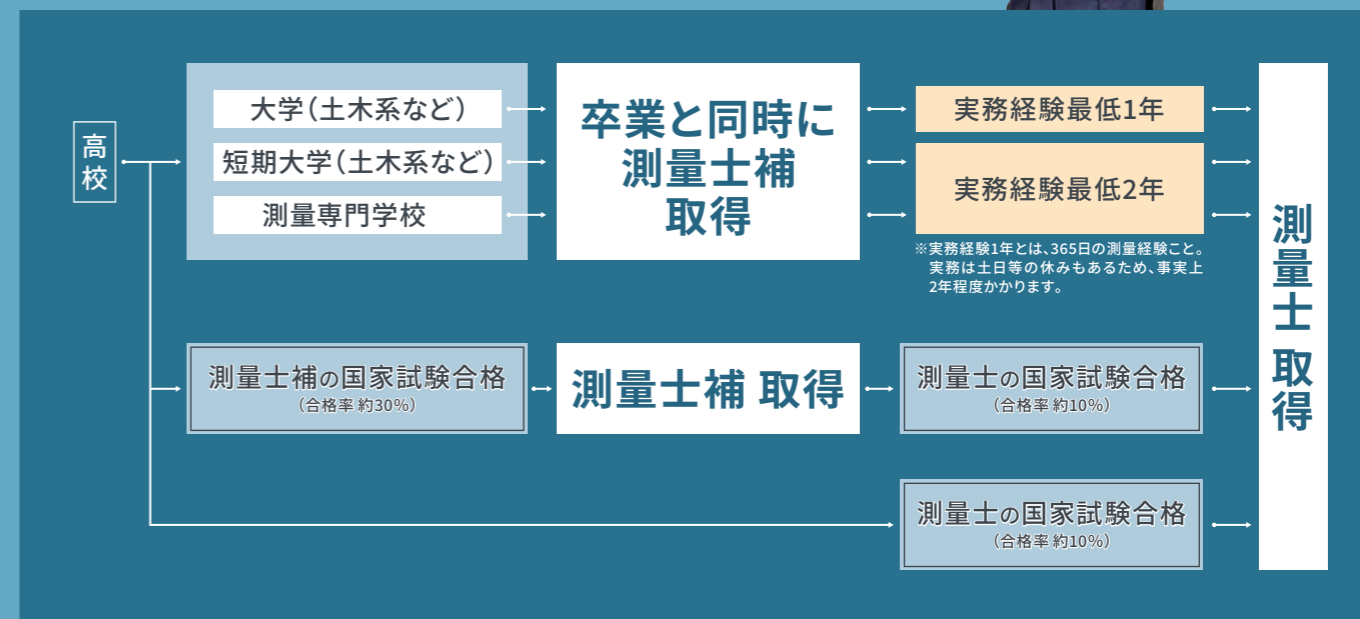 高校
大学（土木系など）
短期大学（土木系など）
測量専門学校
卒業と同時に
測量士補
取得
実務経験最低1年
実務経験最低2年
※実務経験1年とは、365日の測量経験こと。
実務は土日等の休みもあるため、事実上
2年程度かかります。
測量士補の国家試験合格
（合格率 約30％）
測量士補 取得
測量士の国家試験合格
（合格率 約10％）
測量士の国家試験合格
（合格率 約10％）
測量士 取得